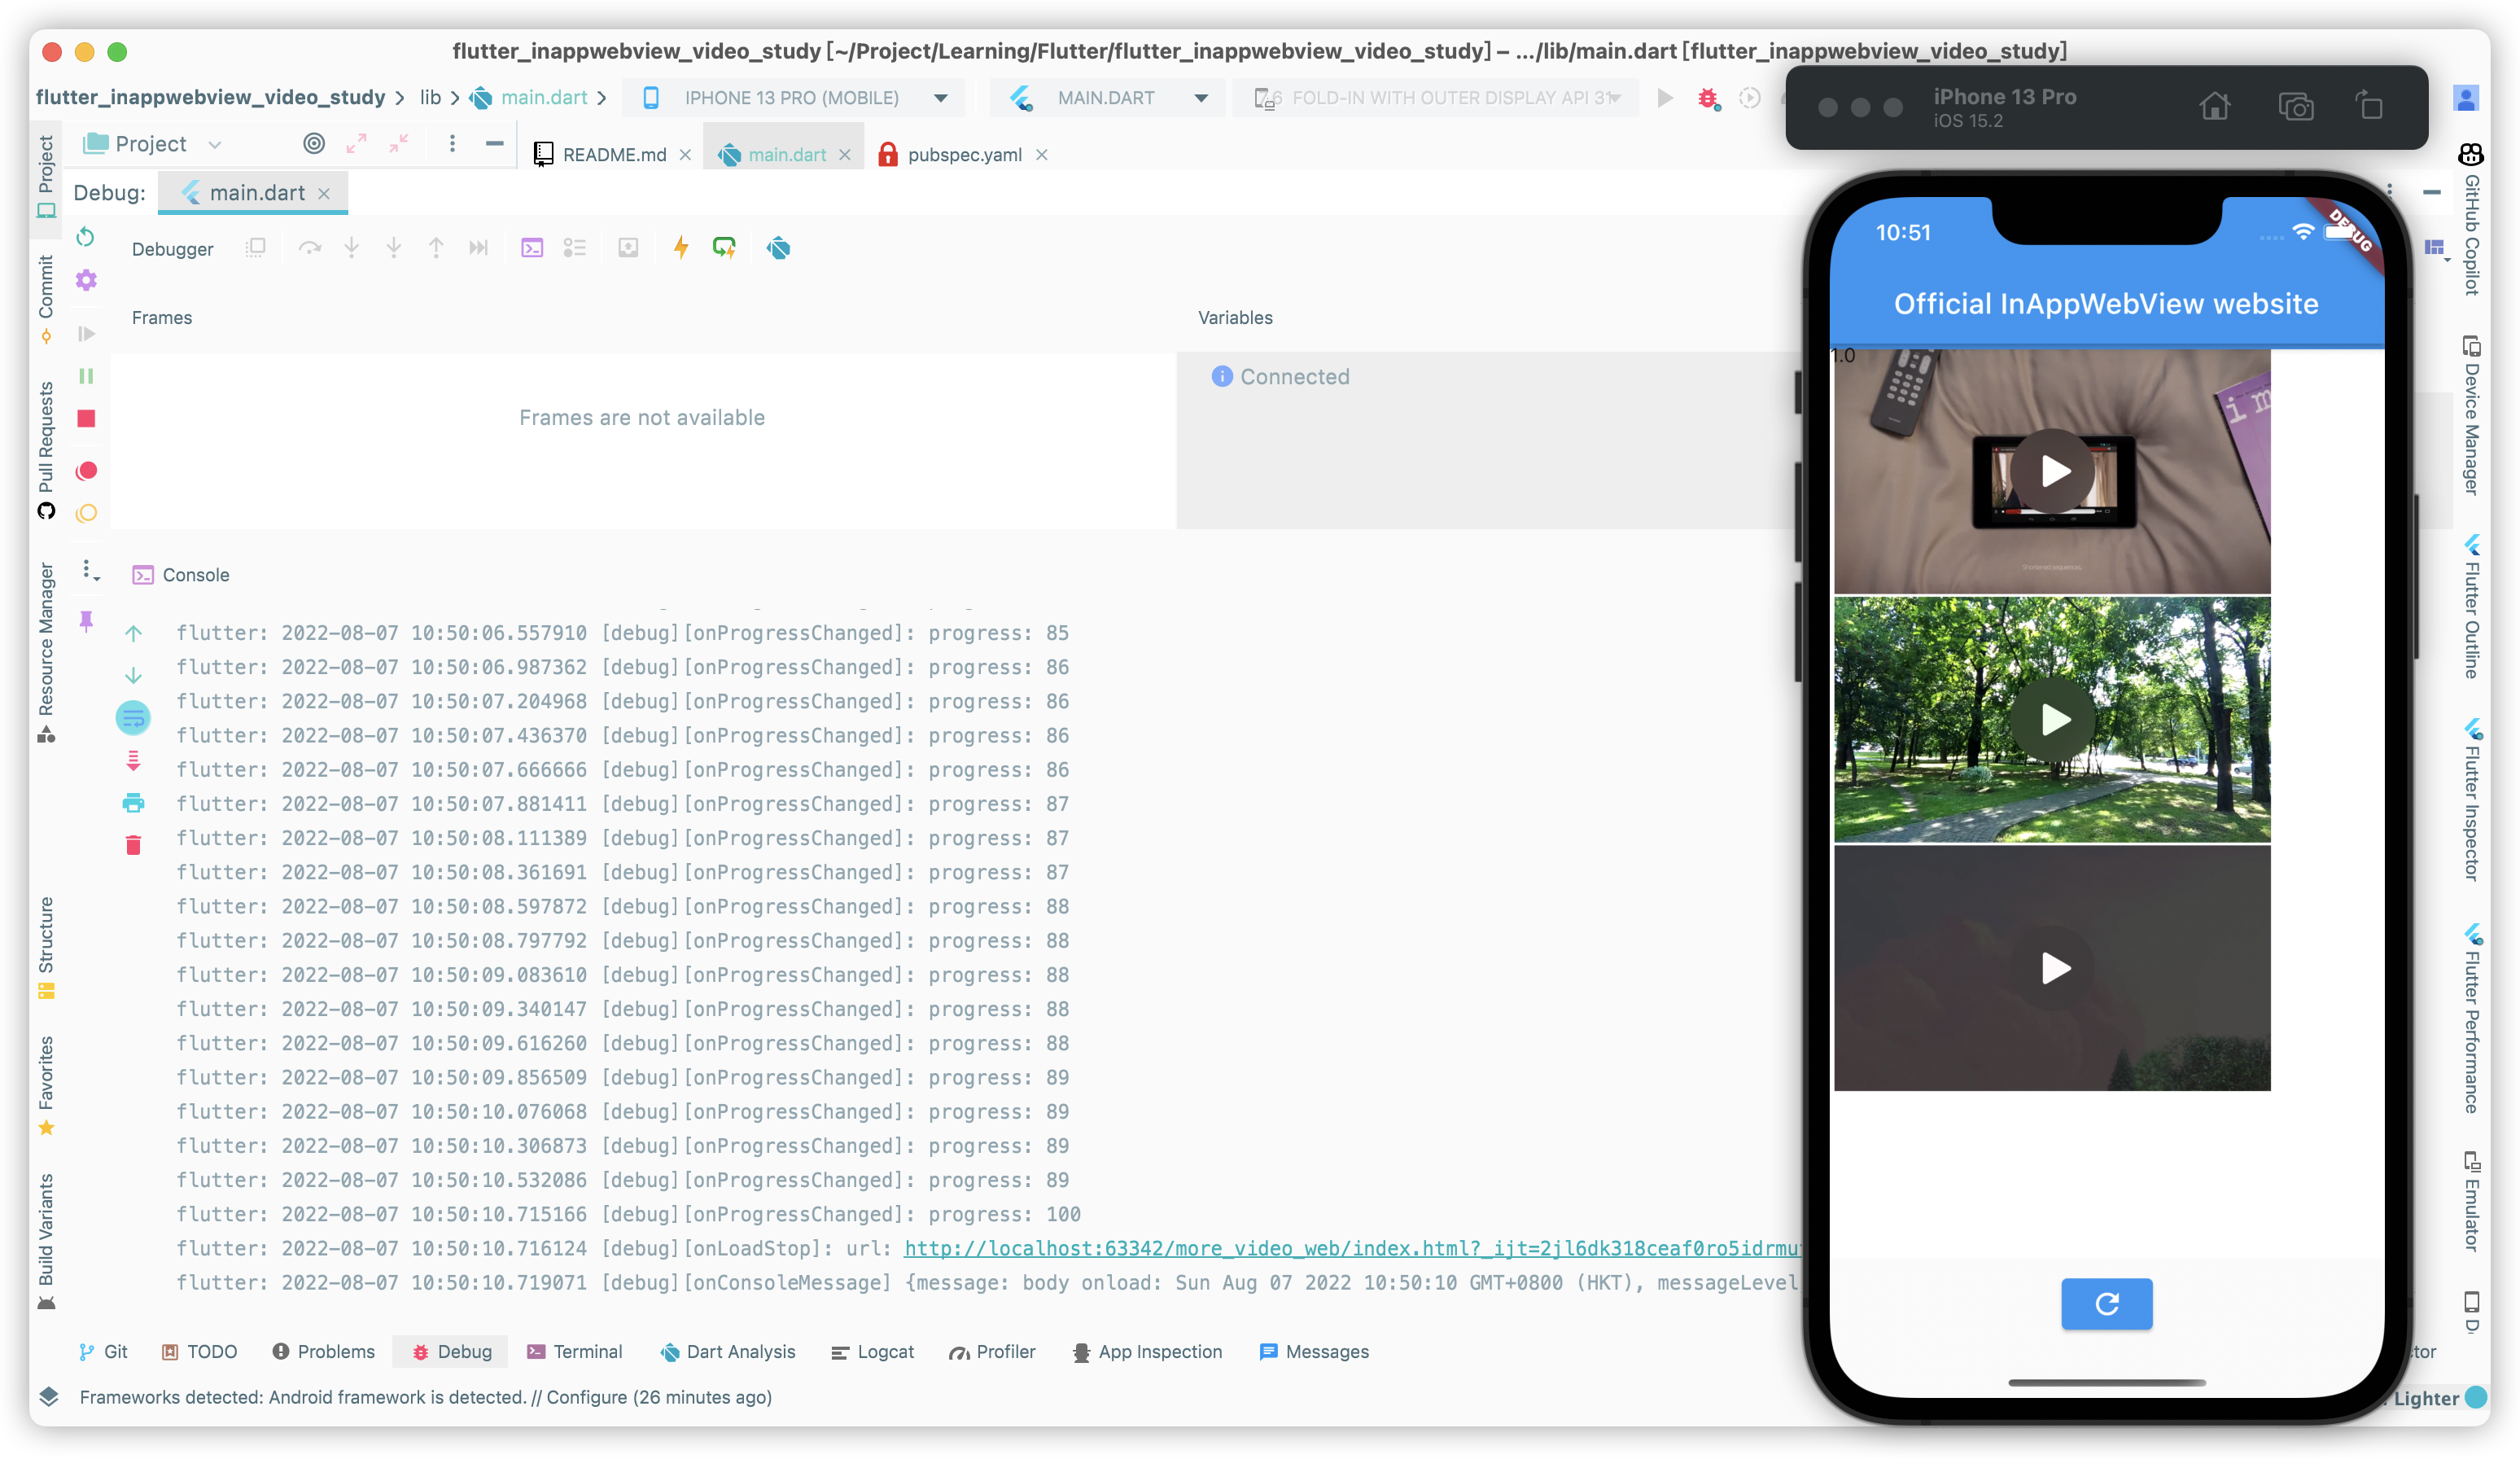 flutter_inappwebview_video_study [~/Project/Learning/Flutter/flutter_inappwebview_video_study] – .../lib/main.dart [flutter_inappwebview_video_study]
flutter_inappwebview_video_study
lib
main.dart
IPHONE 13 PRO (MOBILE)
MAIN.DART
7.6 FOLD-IN WITH OUTER DISPLAY API 31
Project
README.md
main.dart
pubspec.yaml
Debug:
main.dart
Debugger
Frames
Variables
Frames are not available
Connected
Console
flutter: 2022-08-07 10:50:06.557910 [debug][onProgressChanged]: progress: 85
flutter: 2022-08-07 10:50:06.987362 [debug][onProgressChanged]: progress: 86
flutter: 2022-08-07 10:50:07.204968 [debug][onProgressChanged]: progress: 86
flutter: 2022-08-07 10:50:07.436370 [debug][onProgressChanged]: progress: 86
flutter: 2022-08-07 10:50:07.666666 [debug][onProgressChanged]: progress: 86
flutter: 2022-08-07 10:50:07.881411 [debug][onProgressChanged]: progress: 87
flutter: 2022-08-07 10:50:08.111389 [debug][onProgressChanged]: progress: 87
flutter: 2022-08-07 10:50:08.361691 [debug][onProgressChanged]: progress: 87
flutter: 2022-08-07 10:50:08.597872 [debug][onProgressChanged]: progress: 88
flutter: 2022-08-07 10:50:08.797792 [debug][onProgressChanged]: progress: 88
flutter: 2022-08-07 10:50:09.083610 [debug][onProgressChanged]: progress: 88
flutter: 2022-08-07 10:50:09.340147 [debug][onProgressChanged]: progress: 88
flutter: 2022-08-07 10:50:09.616260 [debug][onProgressChanged]: progress: 88
flutter: 2022-08-07 10:50:09.856509 [debug][onProgressChanged]: progress: 89
flutter: 2022-08-07 10:50:10.076068 [debug][onProgressChanged]: progress: 89
flutter: 2022-08-07 10:50:10.306873 [debug][onProgressChanged]: progress: 89
flutter: 2022-08-07 10:50:10.532086 [debug][onProgressChanged]: progress: 89
flutter: 2022-08-07 10:50:10.715166 [debug][onProgressChanged]: progress: 100
flutter: 2022-08-07 10:50:10.716124 [debug][onLoadStop]: url: http://localhost:63342/more_video_web/index.html?_ijt=2jl6dk318ceaf0ro5idrmu
flutter: 2022-08-07 10:50:10.719071 [debug][onConsoleMessage] {message: body onload: Sun Aug 07 2022 10:50:10 GMT+0800 (HKT), messageLevel
Project
Commit
Pull Requests
Resource Manager
Structure
Favorites
Build Variants
Git
TODO
Problems
Debug
Terminal
Dart Analysis
Logcat
Profiler
App Inspection
Messages
tor
Frameworks detected: Android framework is detected. // Configure (26 minutes ago)
Lighter
iPhone 13 Pro
iOS 15.2
10:51
DEBUG
Official InAppWebView website
1.0
im
Shortened sequences.
GitHub Copilot
Device Manager
Flutter Outline
Flutter Inspector
Flutter Performance
Emulator